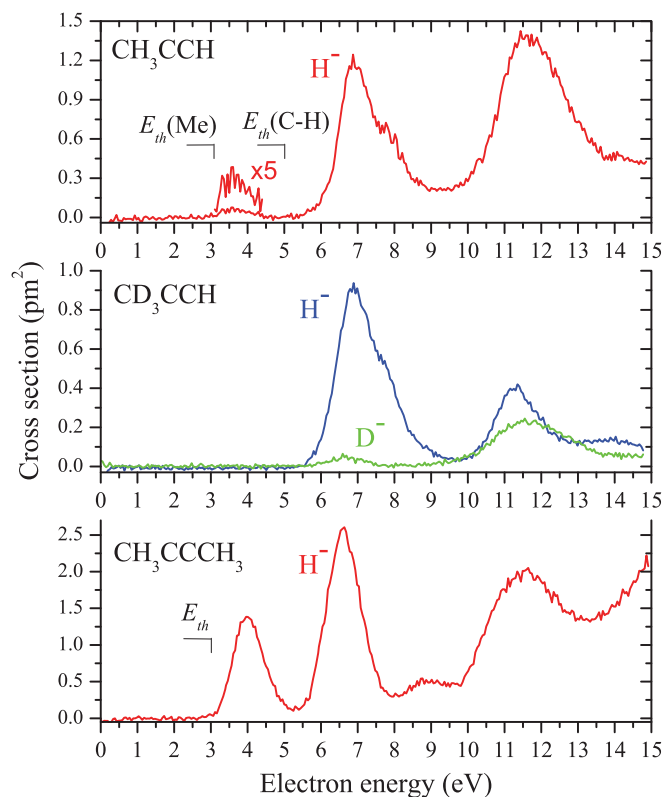 1.5
CH₃CCH
H⁻
1.2
0.9
Eth(Me)
Eth(C-H)
0.6
x5
0.3
0.0
0 1 2 3 4 5 6 7 8 9 10 11 12 13 14 15
Cross section (pm²)
1.0
CD₃CCH
H⁻
0.8
0.6
0.4
D⁻
0.2
0.0
0 1 2 3 4 5 6 7 8 9 10 11 12 13 14 15
CH₃CCCH₃
2.5
H⁻
2.0
Eth
1.5
1.0
0.5
0.0
0 1 2 3 4 5 6 7 8 9 10 11 12 13 14 15
Electron energy (eV)